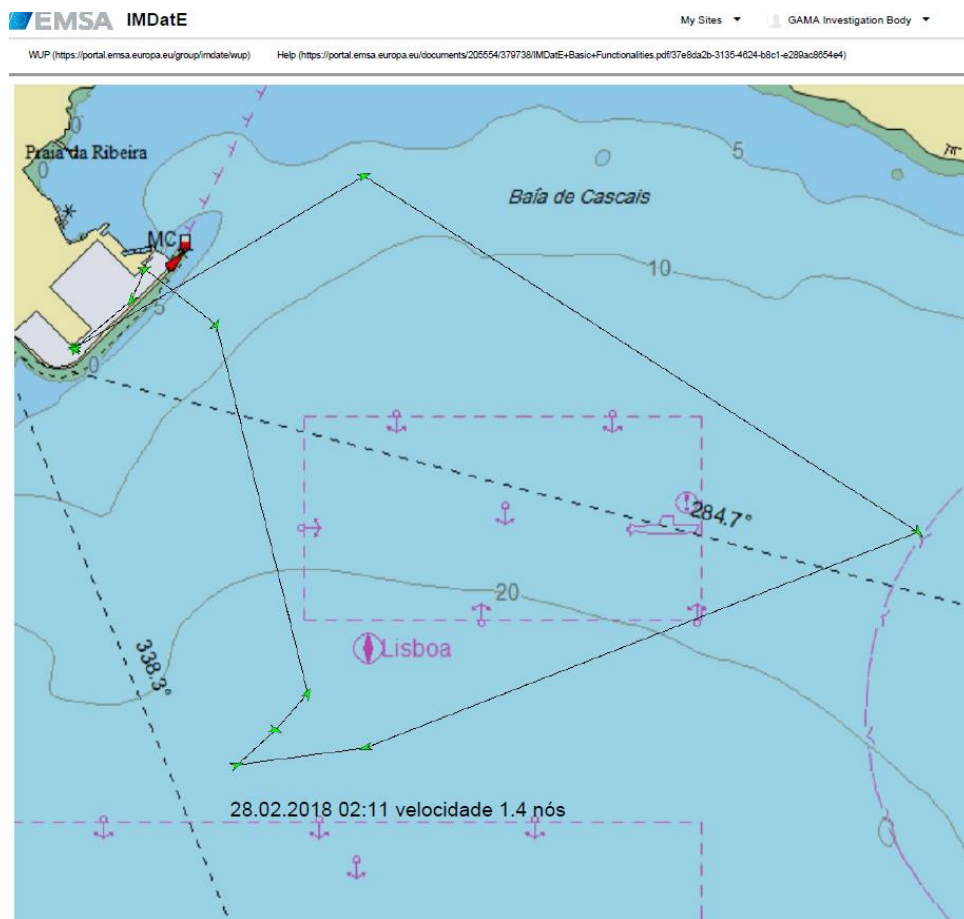 EMSA IMDatE
My Sites
GAMA Investigation Body
WUP (https://portal.emsa.europa.eu/group/imdate/wup)
Help (https://portal.emsa.europa.eu/documents/205554/379738/IMDatE+Basic+Functionalities.pdf/37e8da2b-3135-4624-b8c1-e289ac8654e4)
0
Praia da Ribeira
0
5
Baía de Cascais
MC
10
5
0
284.7°
20
Lisboa
338.3°
28.02.2018 02:11 velocidade 1.4 nós